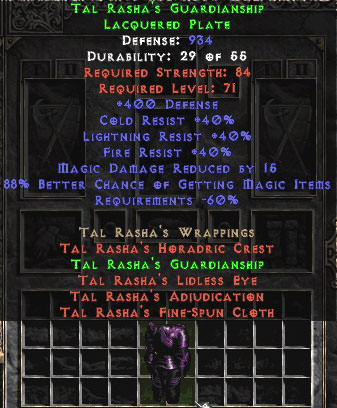 Tal Rasha's Guardianship
Lacquered Plate
Defense: 934
Durability: 29 of 55
Required Strength: 84
Required Level: 71
+400 Defense
Cold Resist +40%
Lightning Resist +40%
Fire Resist +40%
Magic Damage Reduced by 15
88% Better Chance of Getting Magic Items
Requirements -60%
Tal Rasha's Wrappings
Tal Rasha's Horadric Crest
Tal Rasha's Guardianship
Tal Rasha's Lidless Eye
Tal Rasha's Adjudication
Tal Rasha's Fine-Spun Cloth